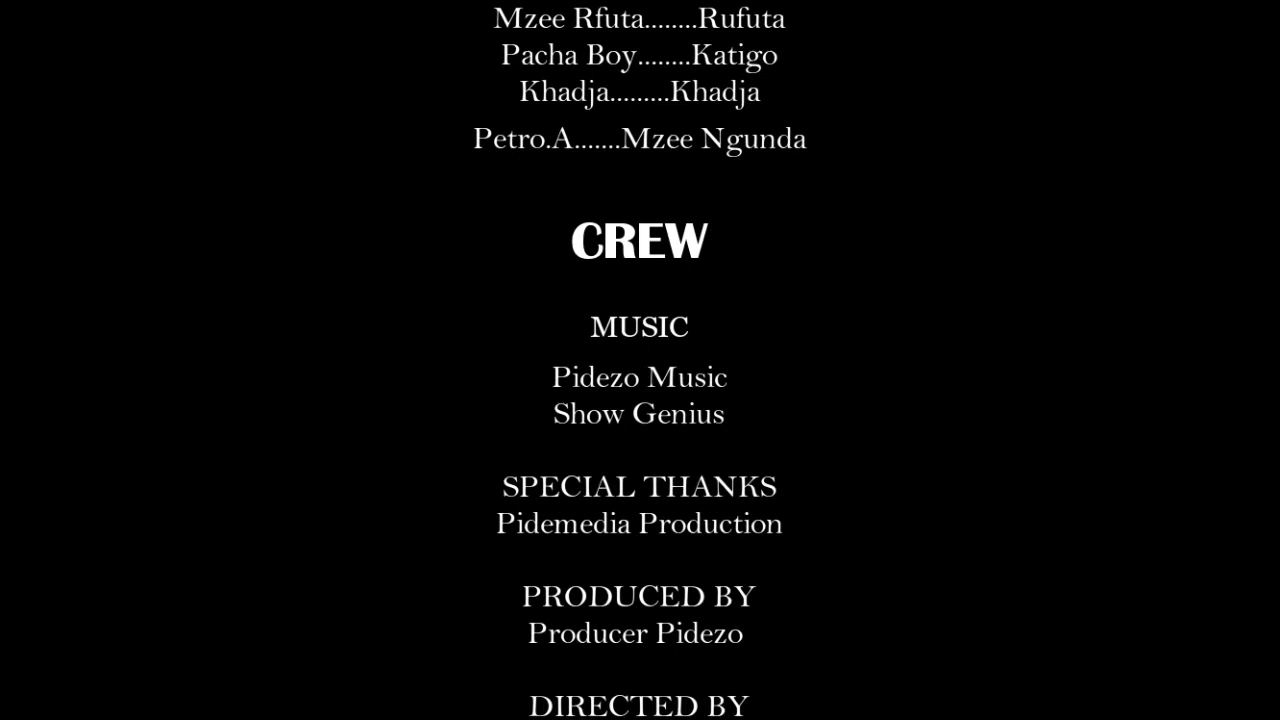 Mzee Rfuta........Rufuta
Pacha Boy........Katigo
Khadja.........Khadja
Petro.A.......Mzee Ngunda
CREW
MUSIC
Pidezo Music
Show Genius
SPECIAL THANKS
Pidemedia Production
PRODUCED BY
Producer Pidezo
DIRECTED BY